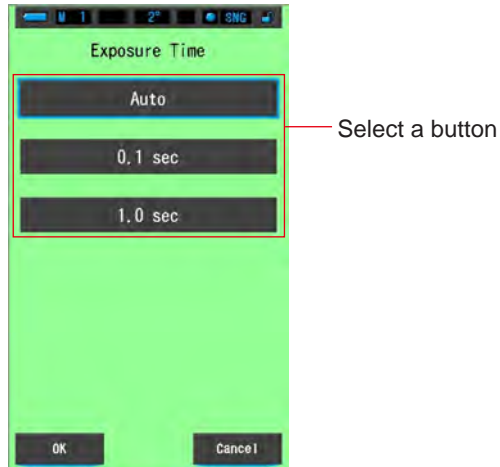 M 1 2° SNG
Exposure Time
Auto
Select a button
0.1 sec
1.0 sec
OK Cancel